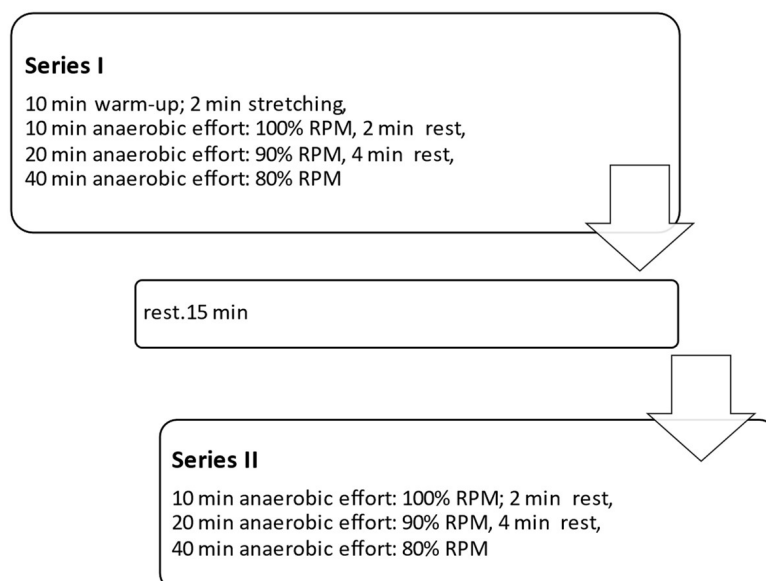 Series I
10 min warm-up; 2 min stretching,
10 min anaerobic effort: 100% RPM, 2 min rest,
20 min anaerobic effort: 90% RPM, 4 min rest,
40 min anaerobic effort: 80% RPM
rest.15 min
Series II
10 min anaerobic effort: 100% RPM; 2 min rest,
20 min anaerobic effort: 90% RPM, 4 min rest,
40 min anaerobic effort: 80% RPM